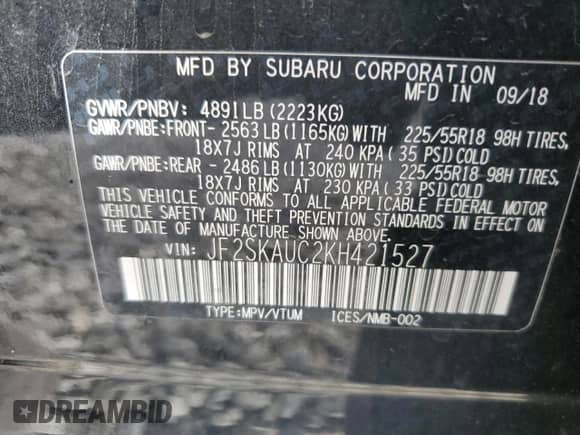 MFD BY SUBARU CORPORATION
MFD IN 09/18
GVWR/PNBV: 4891LB (2223KG)
GAWR/PNBE:FRONT- 2563LB (1165KG) WITH 225/55R18 98H TIRES,
18X7J RIMS AT 240 KPA ( 35 PSI) COLD
GAWR/PNBE:REAR - 2486LB (1130KG) WITH 225/55R18 98H TIRES,
18X7J RIMS AT 230 KPA ( 33 PSI) COLD
THIS VEHICLE CONFORMS TO ALL APPLICABLE FEDERAL MOTOR
VEHICLE SAFETY AND THEFT PREVENTION STANDARDS IN EFFECT
ON THE DATE OF MANUFACTURE SHOWN ABOVE.
VIN: JF2SKAUC2KH421527
TYPE:MPV/VTUM ICES/NMB-002
DREAMBID